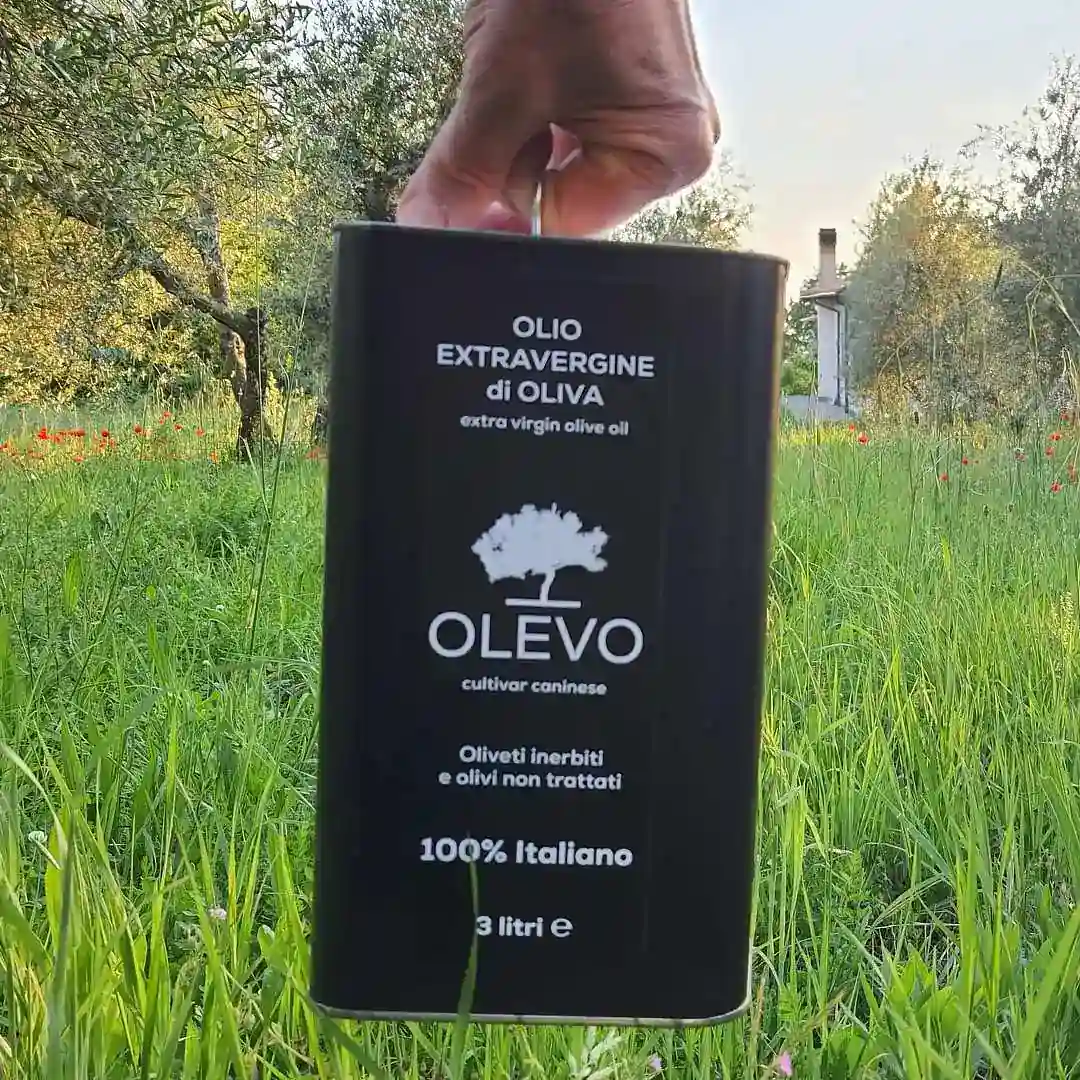 OLIO
EXTRAVERGINE
di OLIVA
extra virgin olive oil
OLEVO
cultivar caninese
Oliveti inerbiti
e olivi non trattati
100% Italiano
3 litri ℮